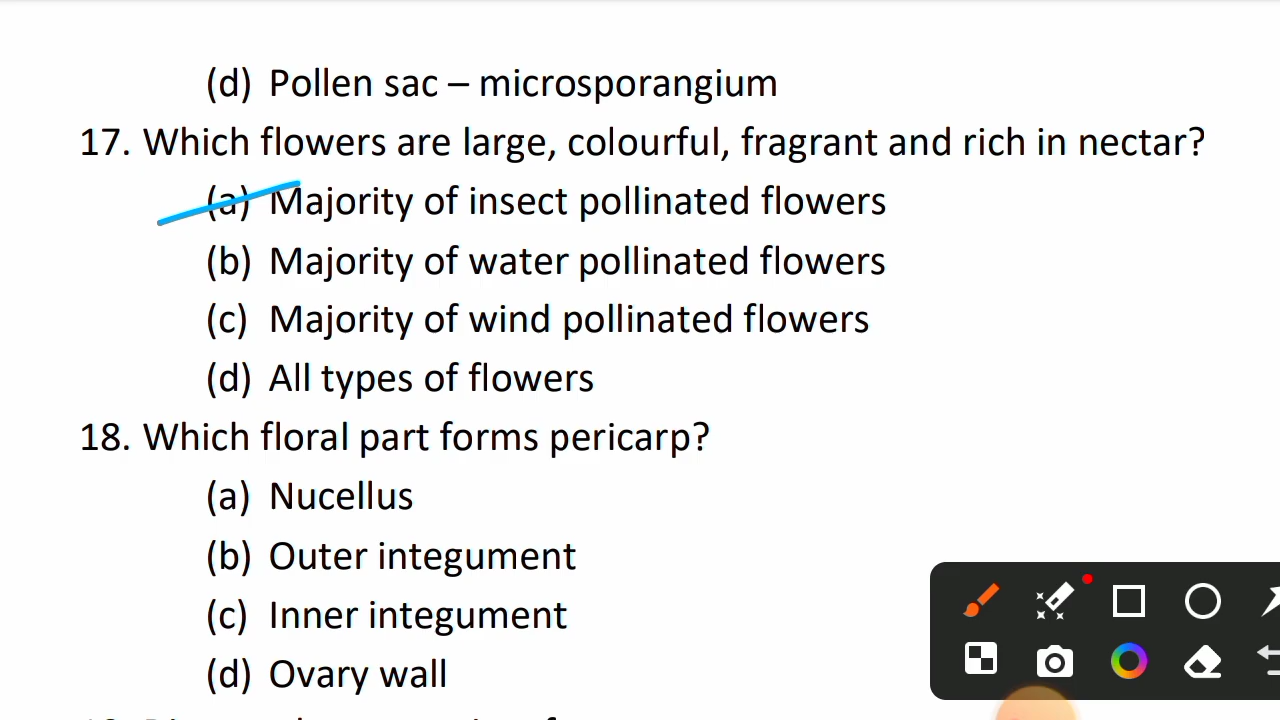 (d) Pollen sac – microsporangium
17. Which flowers are large, colourful, fragrant and rich in nectar?
(a) Majority of insect pollinated flowers
(b) Majority of water pollinated flowers
(c) Majority of wind pollinated flowers
(d) All types of flowers
18. Which floral part forms pericarp?
(a) Nucellus
(b) Outer integument
(c) Inner integument
(d) Ovary wall